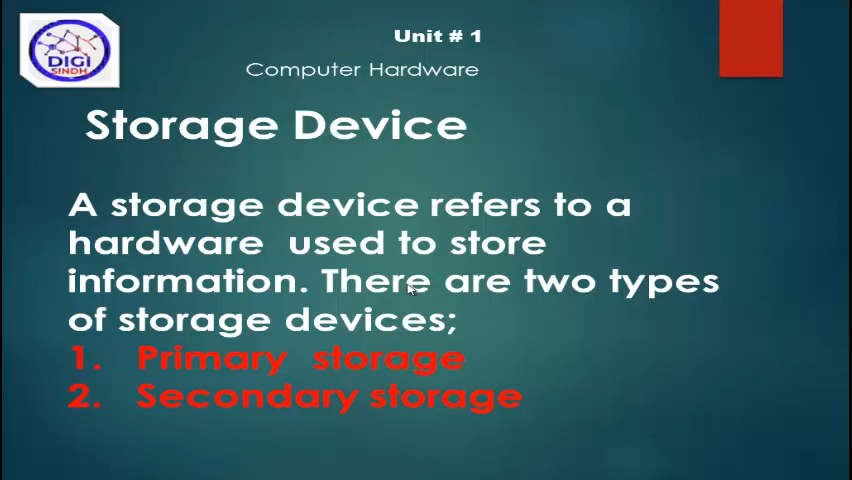 DIGI
SINDH
Unit # 1
Computer Hardware
Storage Device
A storage device refers to a
hardware used to store
information. There are two types
of storage devices;
1. Primary storage
2. Secondary storage